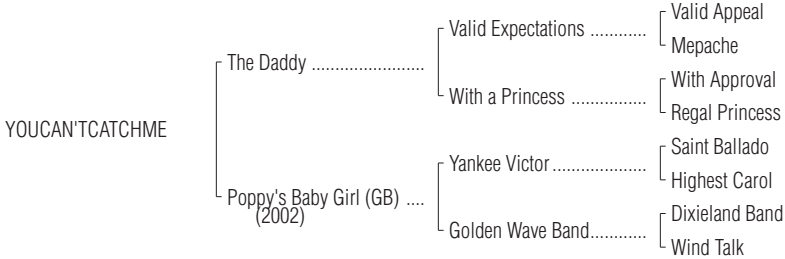 Valid Appeal
Valid Expectations ............
Mepache
The Daddy ........................
With Approval
With a Princess ................
Regal Princess
YOUCAN'TCATCHME
Saint Ballado
Yankee Victor....................
Highest Carol
Poppy's Baby Girl (GB) ....
(2002)
Dixieland Band
Golden Wave Band............
Wind Talk